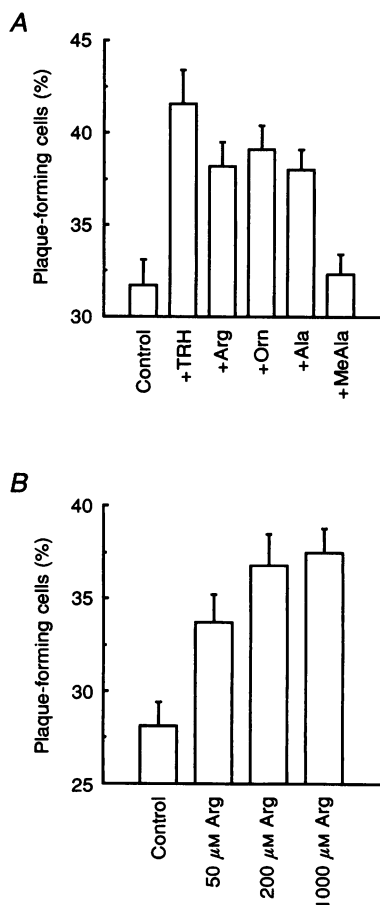 A
Plaque-forming cells (%)
45
40
35
30
Control
+TRH
+Arg
+Orn
+Ala
+MeAla
B
Plaque-forming cells (%)
40
35
30
25
Control
50 μM Arg
200 μM Arg
1000 μM Arg